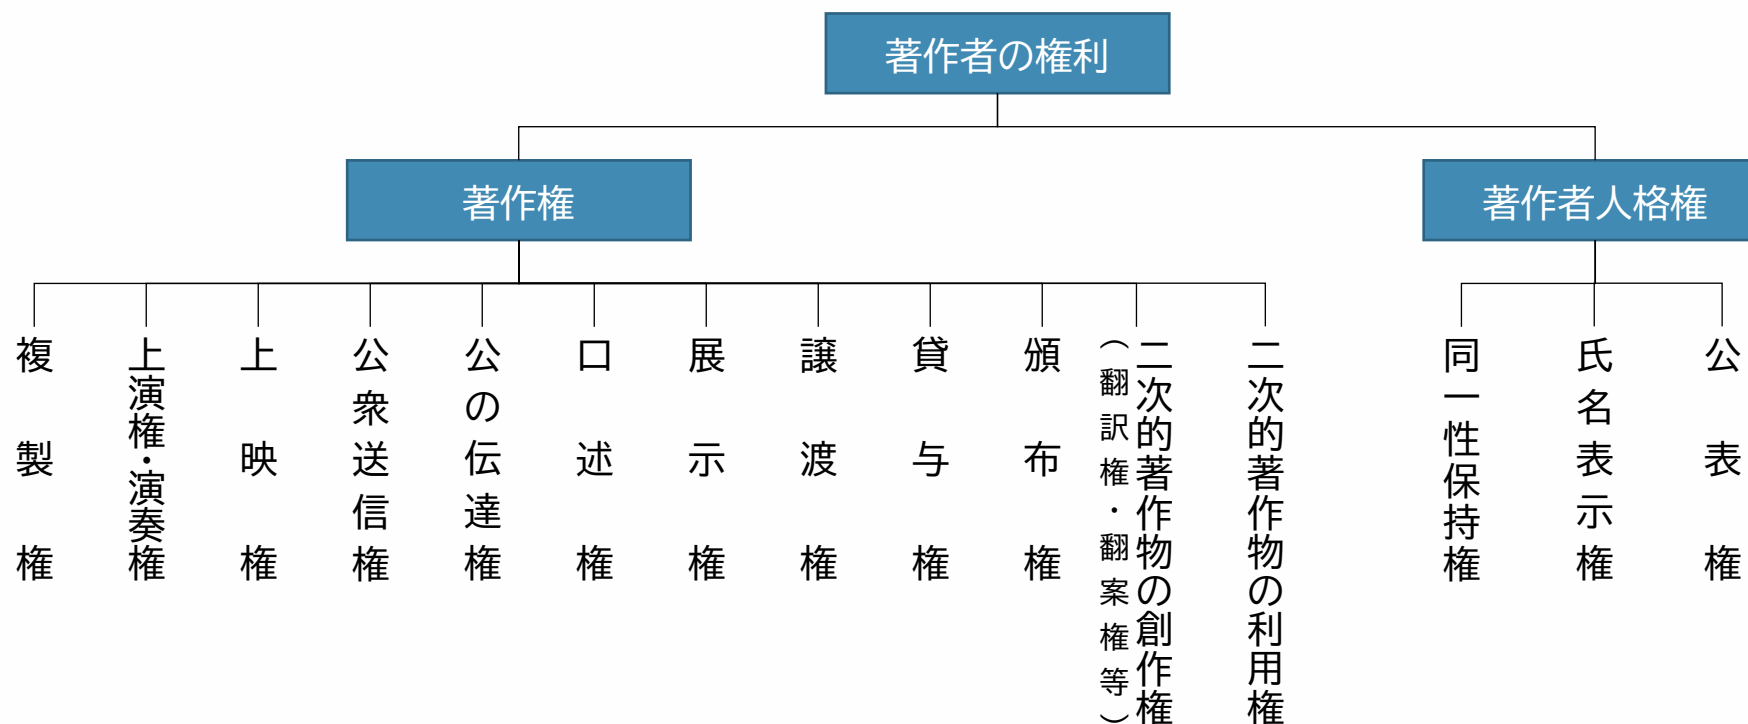 著作者の権利
著作権
著作者人格権
複製権
上演権・演奏権
上映権
公衆送信権
公の伝達権
口述権
展示権
譲渡権
貸与権
頒布権
二次的著作物の創作権
（翻訳権・翻案権等）
二次的著作物の利用権
同一性保持権
氏名表示権
公表権